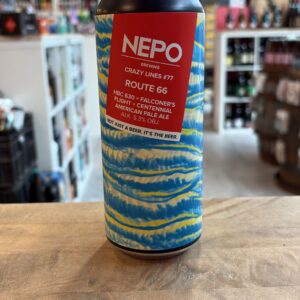 NEPO
BREWING
CRAZY LINES #77
ROUTE 66
HBC 630 • FALCONER'S
FLIGHT • CENTENNIAL
AMERICAN PALE ALE
ALK. 5,3% OBJ.
NOT JUST A BEER. IT'S THE BEER.